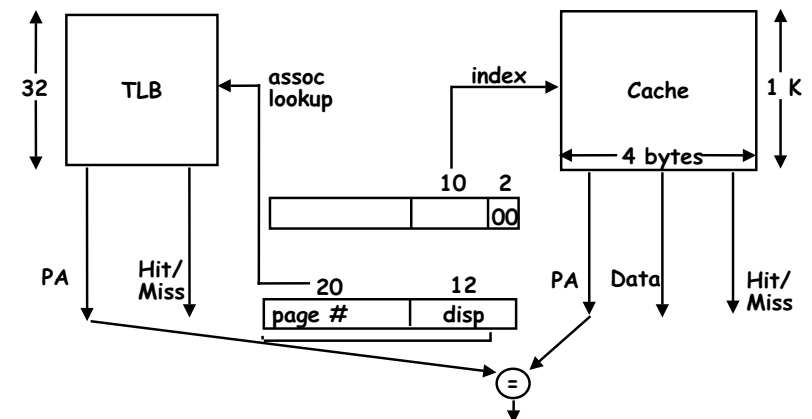 32
TLB
assoc
lookup
index
Cache
1 K
4 bytes
10 2
00
PA
Hit/
Miss
20 12
page # disp
PA
Data
Hit/
Miss
=